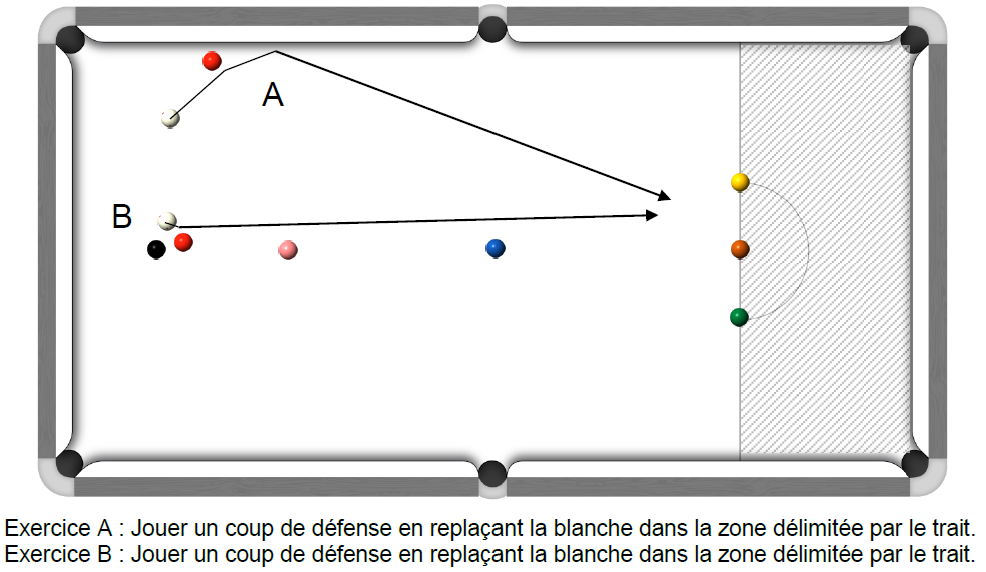 A
B
Exercice A : Jouer un coup de défense en replaçant la blanche dans la zone délimitée par le trait.
Exercice B : Jouer un coup de défense en replaçant la blanche dans la zone délimitée par le trait.